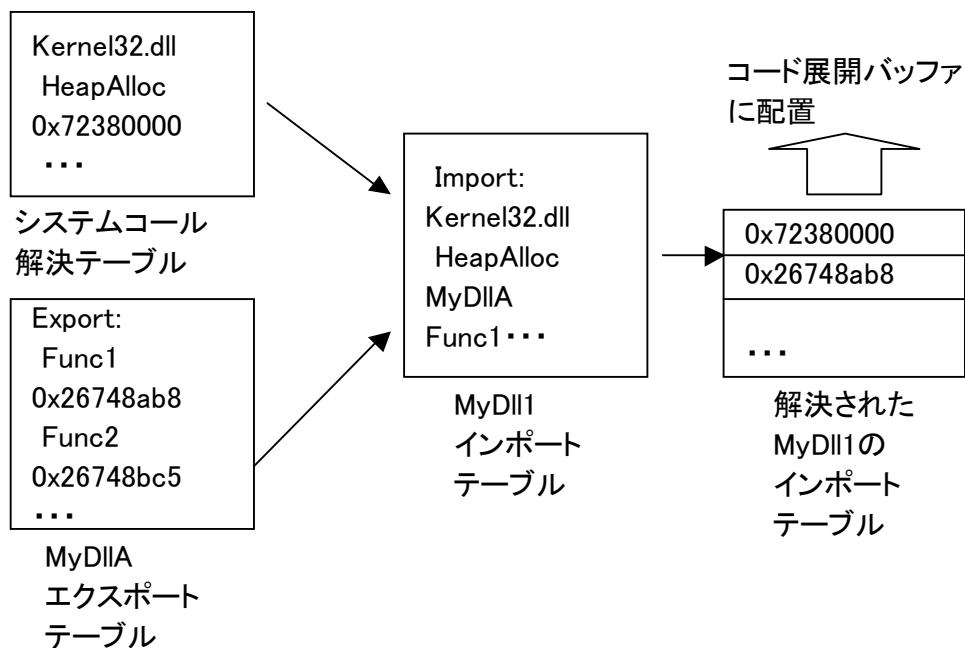 Kernel32.dll
HeapAlloc
0x72380000
・・・
システムコール
解決テーブル
Export:
Func1
0x26748ab8
Func2
0x26748bc5
・・・
MyDllA
エクスポート
テーブル
Import:
Kernel32.dll
HeapAlloc
MyDllA
Func1・・・
MyDll1
インポート
テーブル
コード展開バッファ
に配置
0x72380000
0x26748ab8
・・・
解決された
MyDll1の
インポート
テーブル